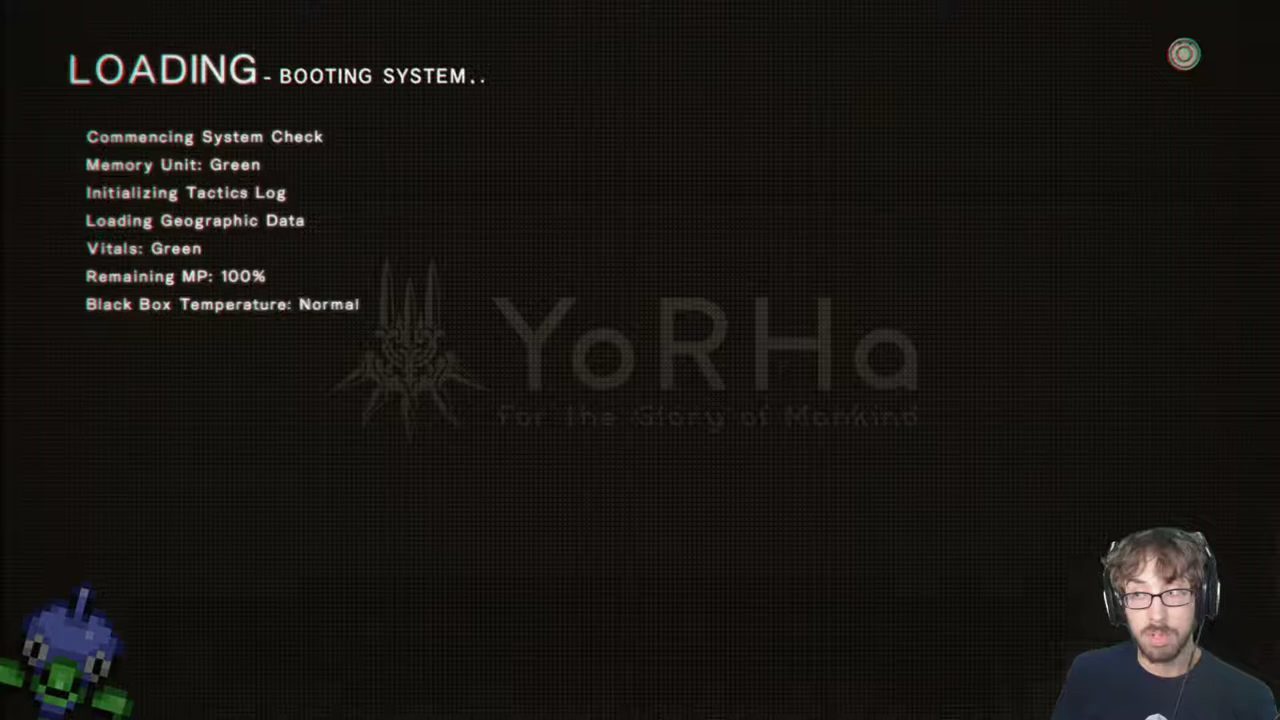 LOADING - BOOTING SYSTEM..
Commencing System Check
Memory Unit: Green
Initializing Tactics Log
Loading Geographic Data
Vitals: Green
Remaining MP: 100%
Black Box Temperature: Normal
YoRHa
For the Glory of Mankind